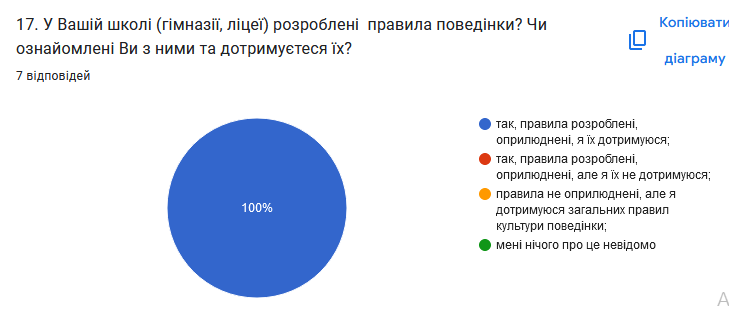 17. У Вашій школі (гімназії, ліцеї) розроблені  правила поведінки? Чи
ознайомлені Ви з ними та дотримуєтеся їх?
7 відповідей
Копіювати
діаграму
100%
так, правила розроблені,
оприлюднені, я їх дотримуюся;
так, правила розроблені,
оприлюднені, але я їх не дотримуюся;
правила не оприлюднені, але я
дотримуюся загальних правил
культури поведінки;
мені нічого про це невідомо
А